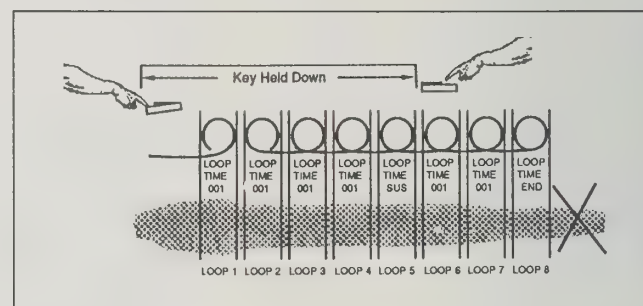 Key Held Down
LOOP LOOP LOOP LOOP LOOP LOOP LOOP LOOP
TIME TIME TIME TIME TIME TIME TIME TIME
001 001 001 001 SUS 001 001 END
LOOP 1 LOOP 2 LOOP 3 LOOP 4 LOOP 5 LOOP 6 LOOP 7 LOOP 8